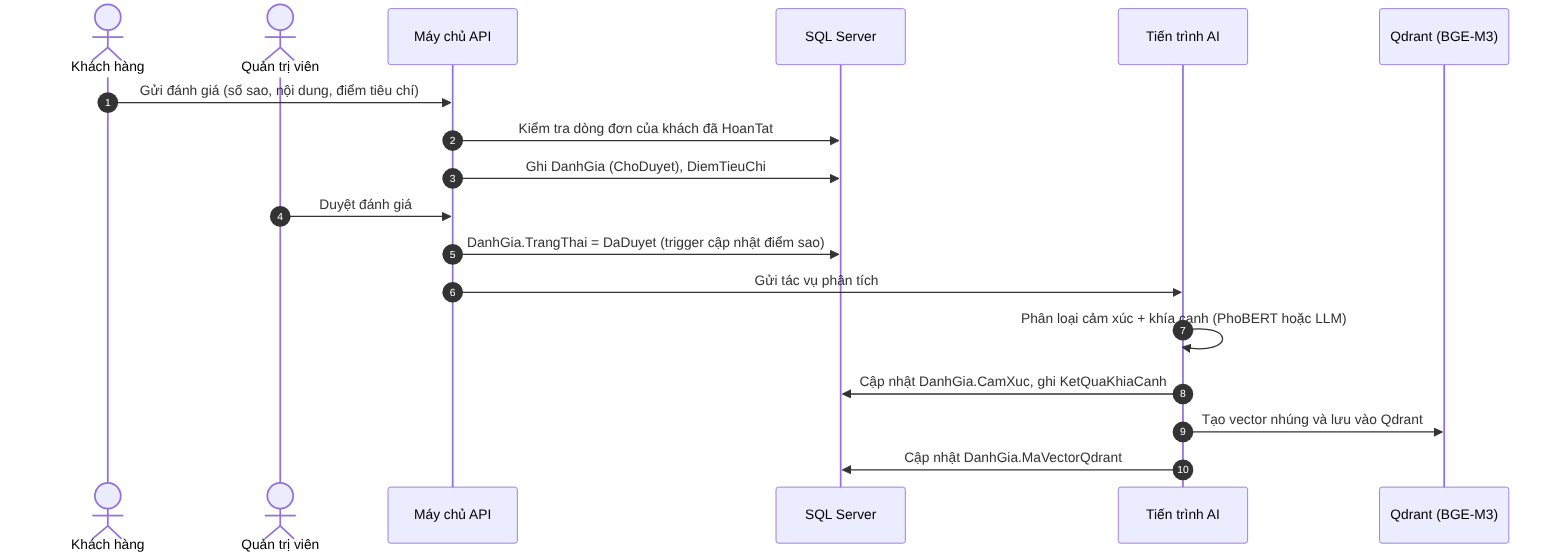 Khách hàng
Quản trị viên
Máy chủ API
SQL Server
Tiến trình AI
Qdrant (BGE-M3)
1 Gửi đánh giá (số sao, nội dung, điểm tiêu chí)
2 Kiểm tra dòng đơn của khách đã HoanTat
3 Ghi DanhGia (ChoDuyet), DiemTieuChi
4 Duyệt đánh giá
5 DanhGia.TrangThai = DaDuyet (trigger cập nhật điểm sao)
6 Gửi tác vụ phân tích
Phân loại cảm xúc + khía cạnh (PhoBERT hoặc LLM)
7
Cập nhật DanhGia.CamXuc, ghi KetQuaKhiaCanh 8
9 Tạo vector nhúng và lưu vào Qdrant
Cập nhật DanhGia.MaVectorQdrant 10
Khách hàng
Quản trị viên
Máy chủ API
SQL Server
Tiến trình AI
Qdrant (BGE-M3)